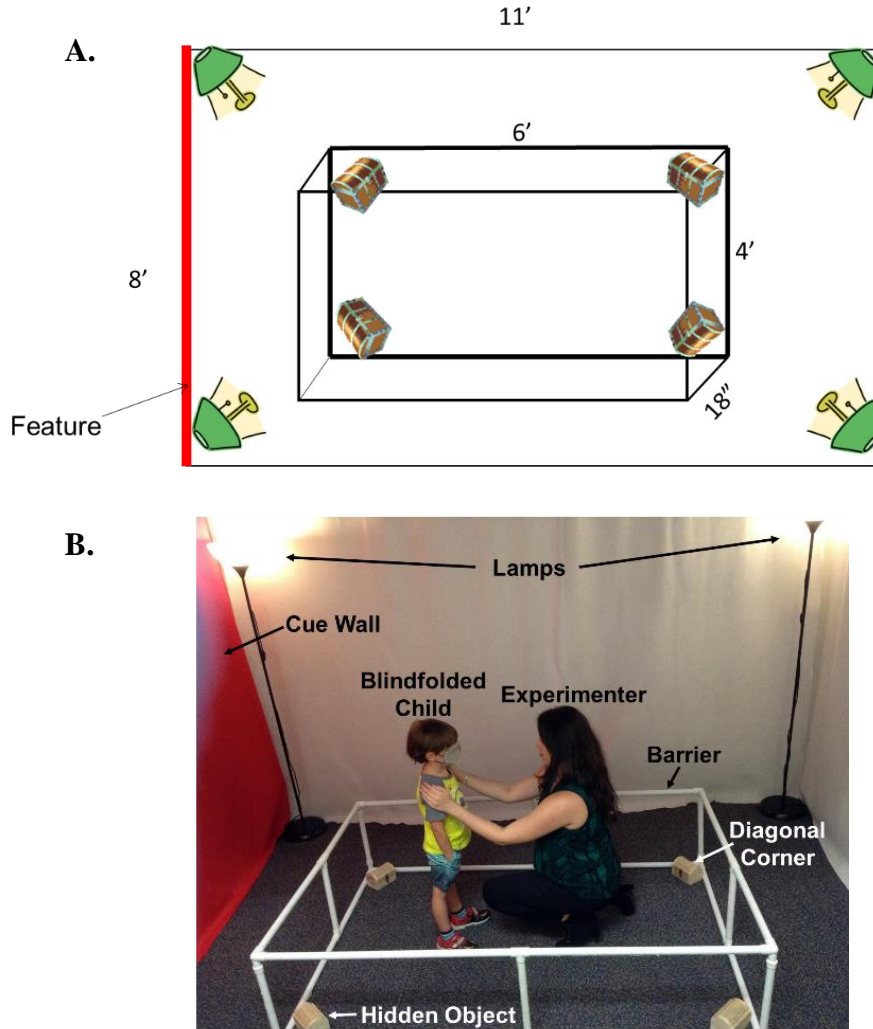 11’
A.
6’
4’
8’
18”
Feature
B.
Lamps
Cue Wall
Blindfolded
Child
Experimenter
Barrier
Diagonal
Corner
Hidden Object